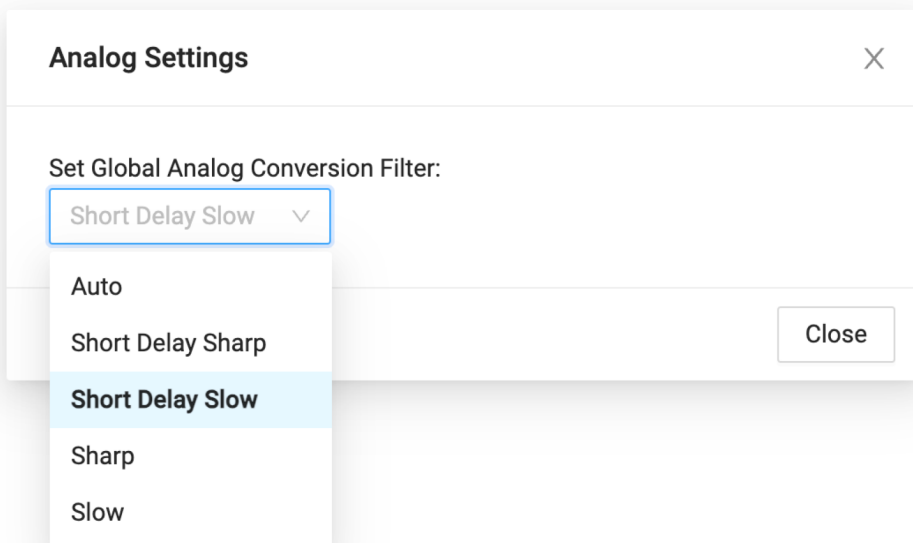 Analog Settings
Set Global Analog Conversion Filter:
Short Delay Slow
Auto
Short Delay Sharp
Close
Short Delay Slow
Sharp
Slow